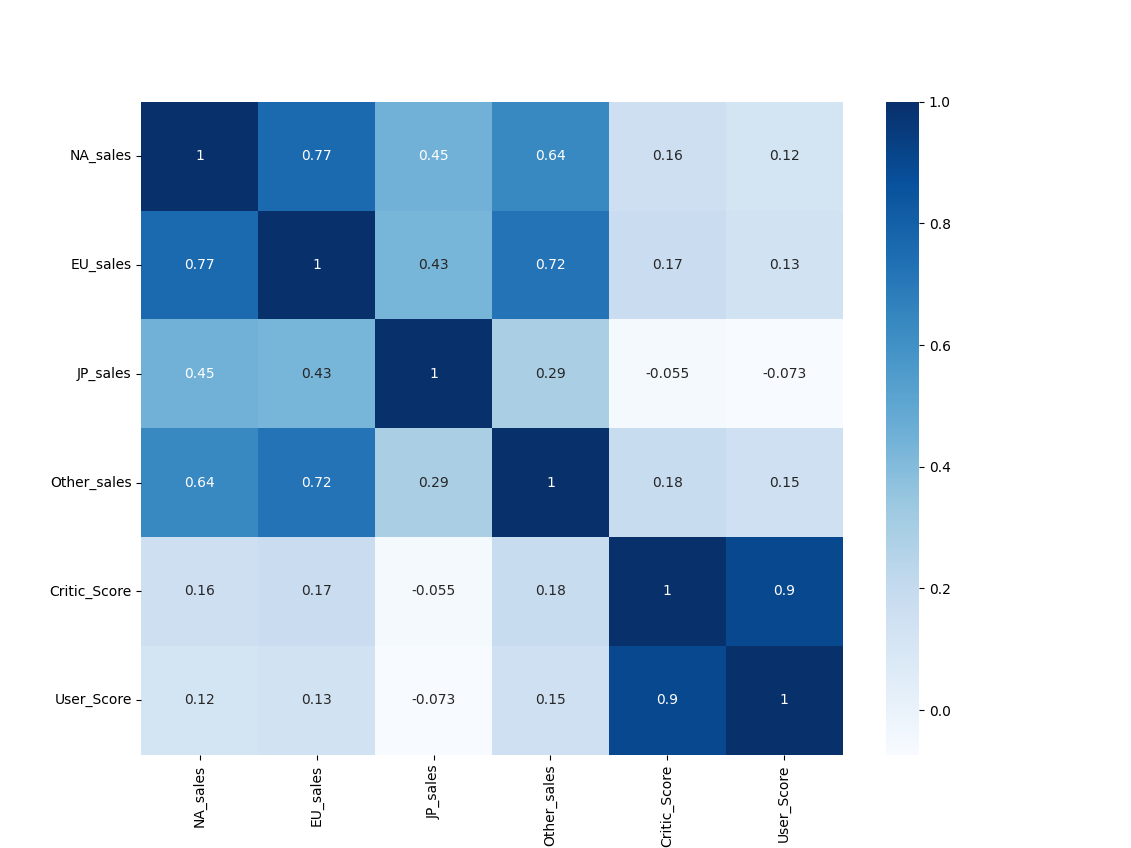 1.0
NA_sales 1 0.77 0.45 0.64 0.16 0.12
0.8
EU_sales 0.77 1 0.43 0.72 0.17 0.13
0.6
JP_sales 0.45 0.43 1 0.29 -0.055 -0.073
0.4
Other_sales 0.64 0.72 0.29 1 0.18 0.15
0.2
Critic_Score 0.16 0.17 -0.055 0.18 1 0.9
User_Score 0.12 0.13 -0.073 0.15 0.9 1
0.0
NA_sales
EU_sales
JP_sales
Other_sales
Critic_Score
User_Score